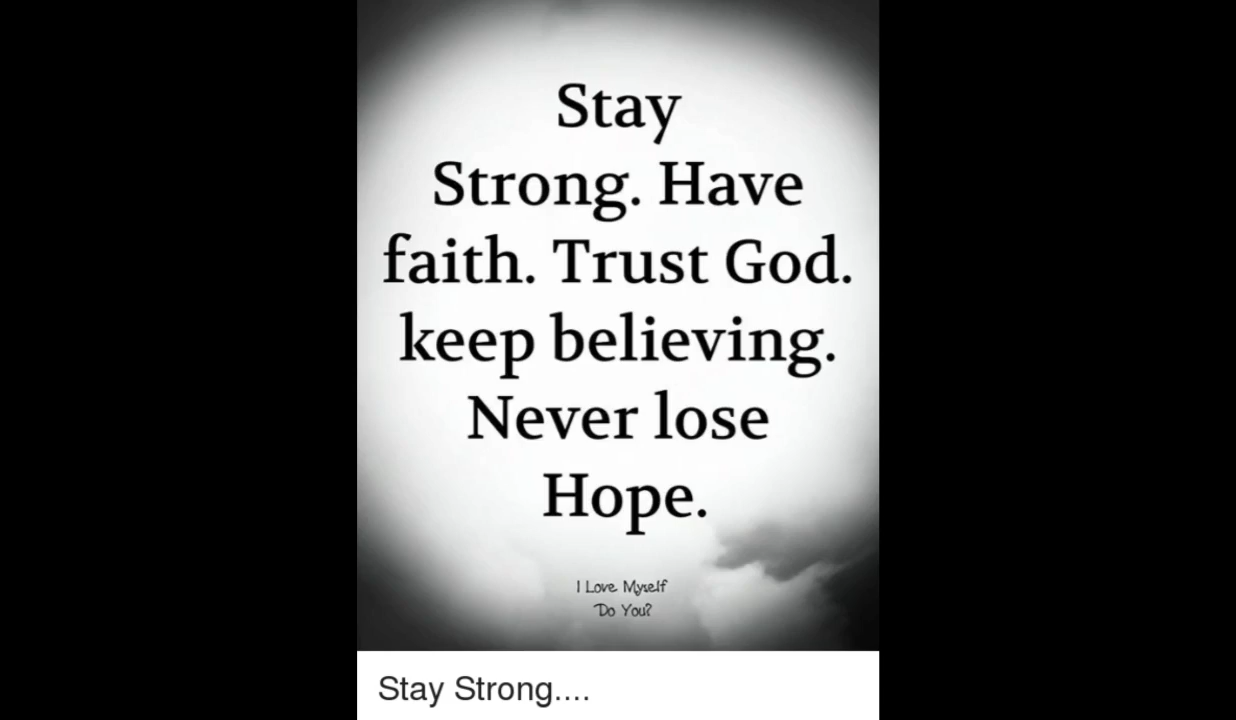 Stay
Strong. Have
faith. Trust God.
keep believing.
Never lose
Hope.
I Love Myself
Do You?
Stay Strong....